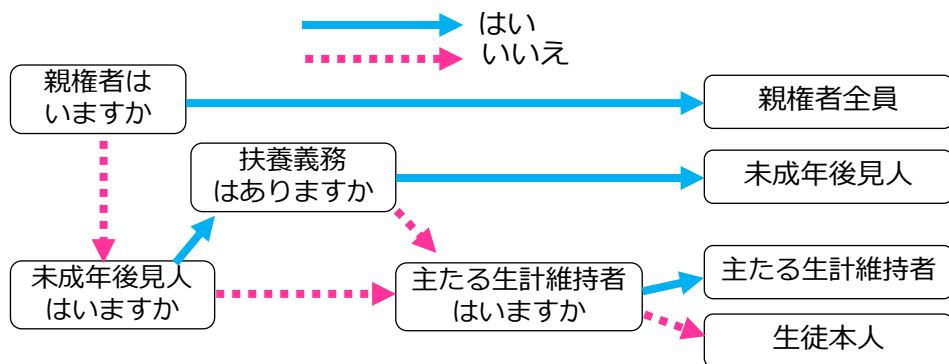 はい
いいえ
親権者は
いますか
親権者全員
扶養義務
はありますか
未成年後見人
未成年後見人
はいますか
主たる生計維持者
はいますか
主たる生計維持者
生徒本人